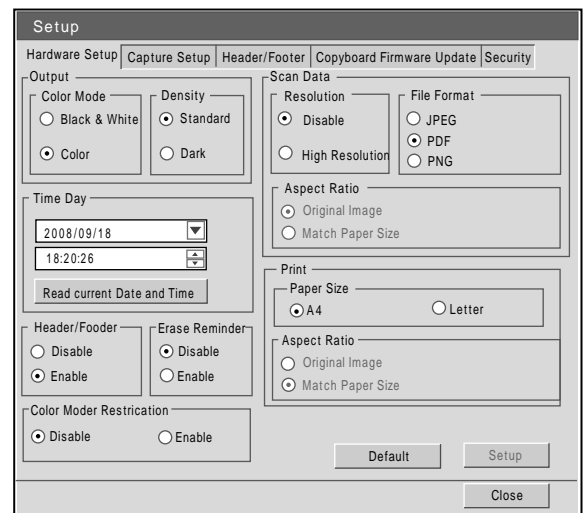 Setup
Hardware Setup Capture Setup Header/Footer Copyboard Firmware Update Security
Output
Color Mode
Black & White
Color
Density
Standard
Dark
Time Day
2008/09/18
18:20:26
Read current Date and Time
Header/Fooder
Disable
Enable
Erase Reminder
Disable
Enable
Color Moder Restrication
Disable Enable
Scan Data
Resolution
Disable
High Resolution
File Format
JPEG
PDF
PNG
Aspect Ratio
Original Image
Match Paper Size
Print
Paper Size
A4 Letter
Aspect Ratio
Original Image
Match Paper Size
Default Setup
Close